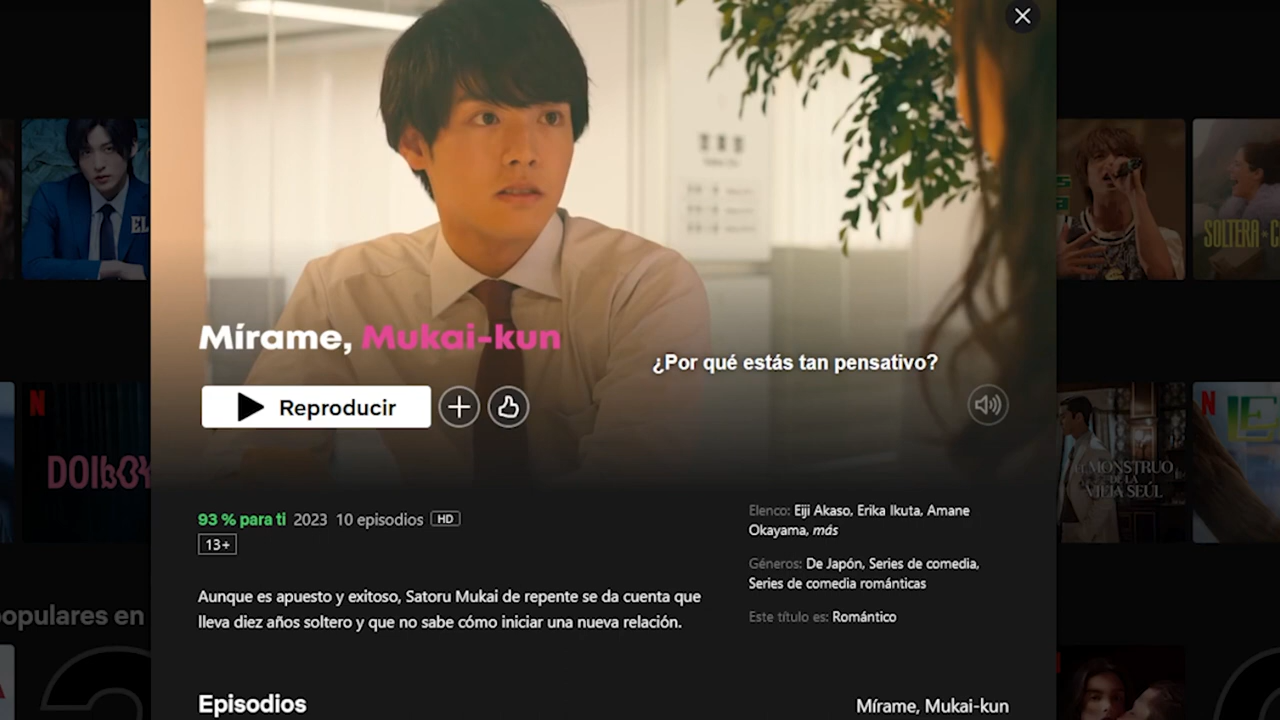 EL
SOLTERA
Mírame, Mukai-kun
¿Por qué estás tan pensativo?
Reproducir
N
DOIBOY
N
EL MONSTRUO
DE LA
VIEJA SEÚL
93 % para ti 2023 10 episodios HD
13+
Elenco: Eiji Akaso, Erika Ikuta, Amane
Okayama, más
Géneros: De Japón, Series de comedia,
Series de comedia románticas
Este título es: Romántico
Aunque es apuesto y exitoso, Satoru Mukai de repente se da cuenta que
lleva diez años soltero y que no sabe cómo iniciar una nueva relación.
populares en
Episodios
Mírame, Mukai-kun